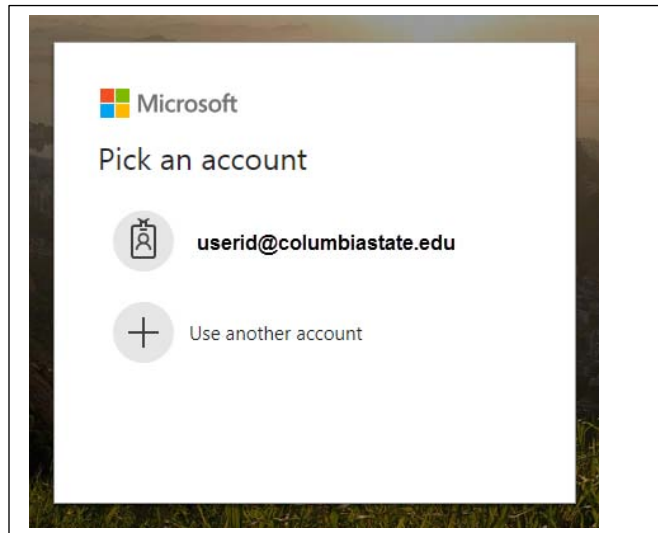 Microsoft
Pick an account
userid@columbiastate.edu
Use another account